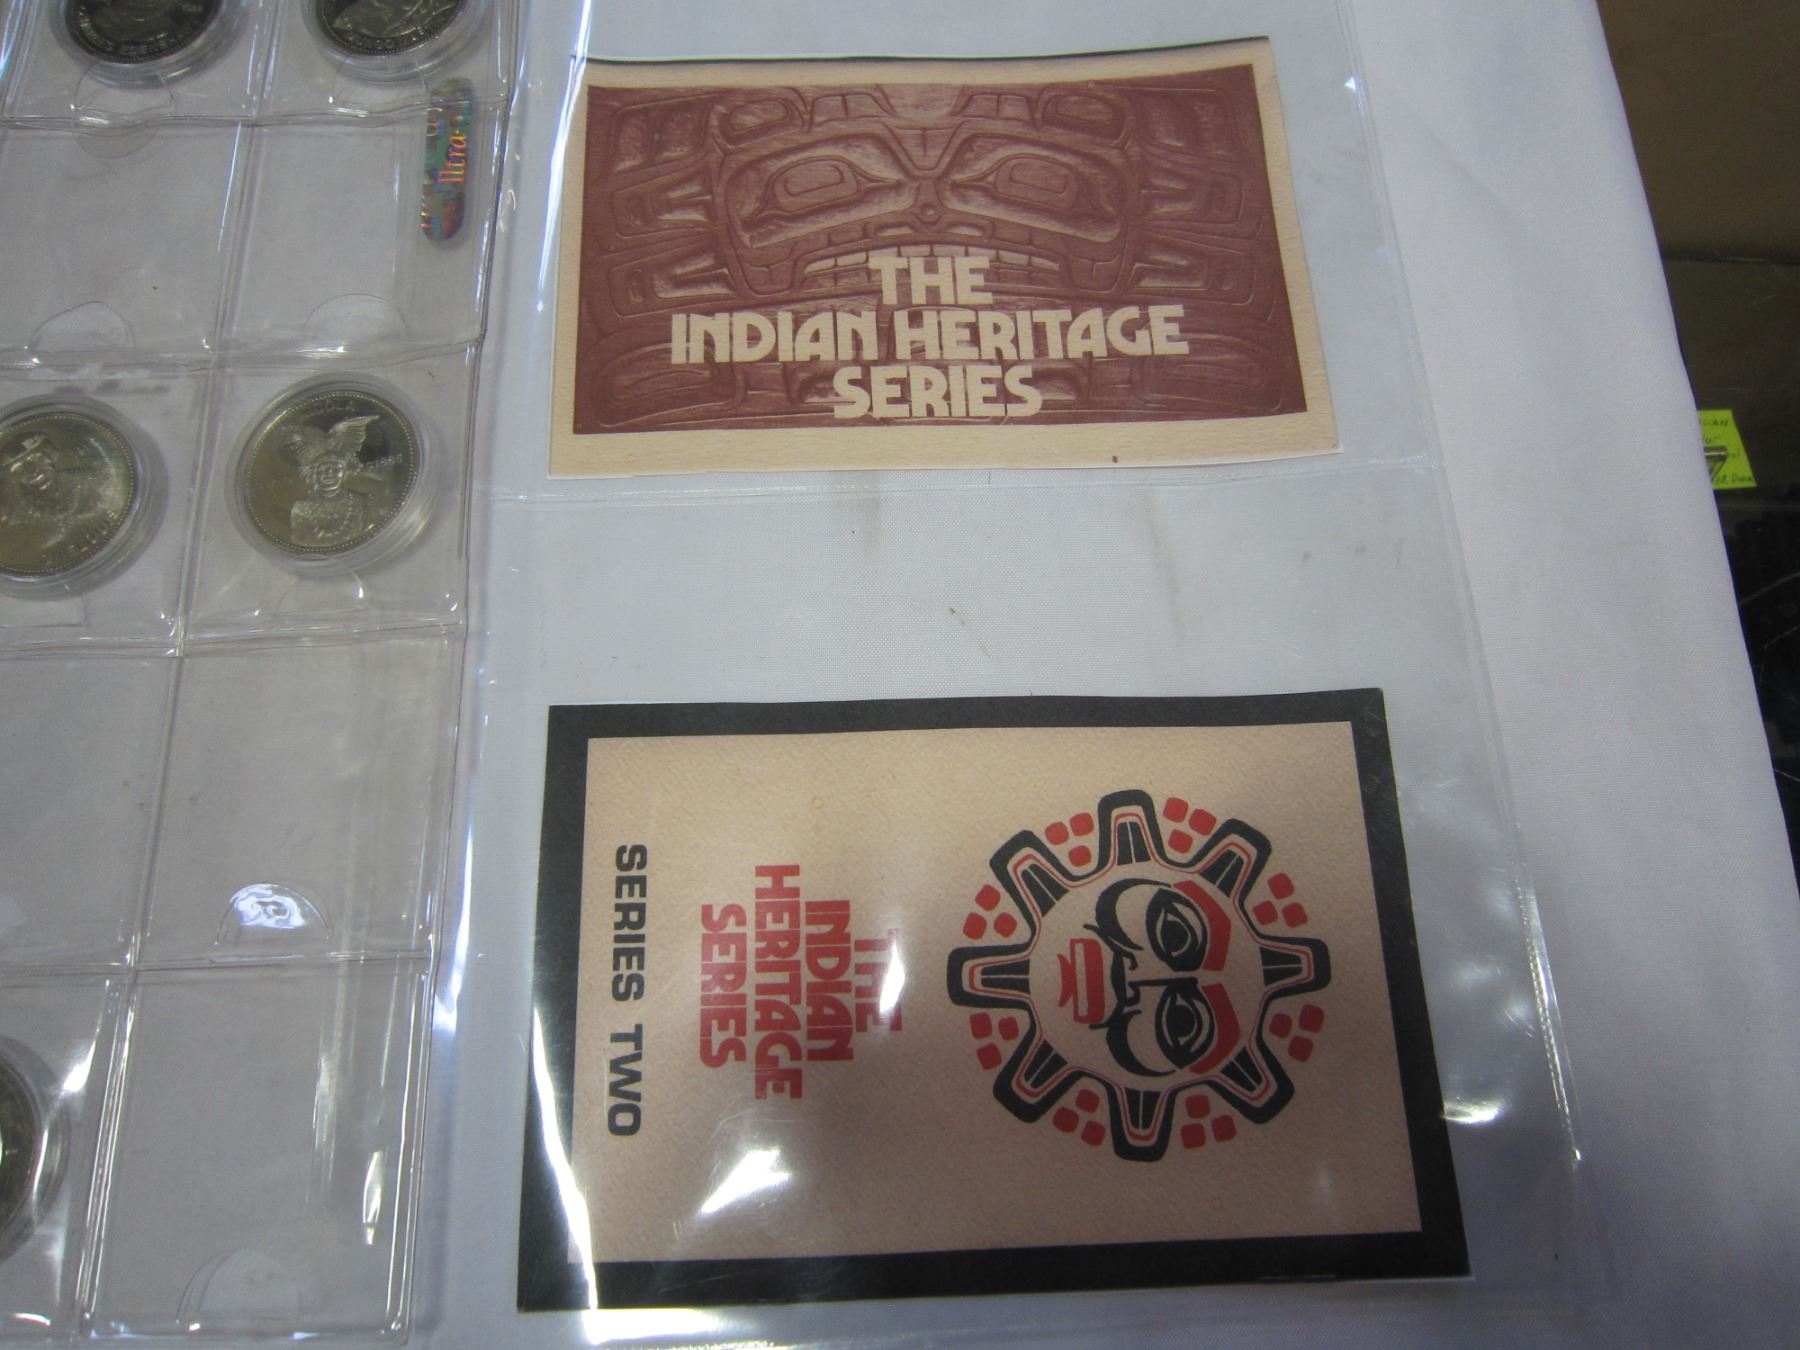 THE
INDIAN HERITAGE
SERIES
THE
INDIAN
HERITAGE
SERIES
SERIES TWO